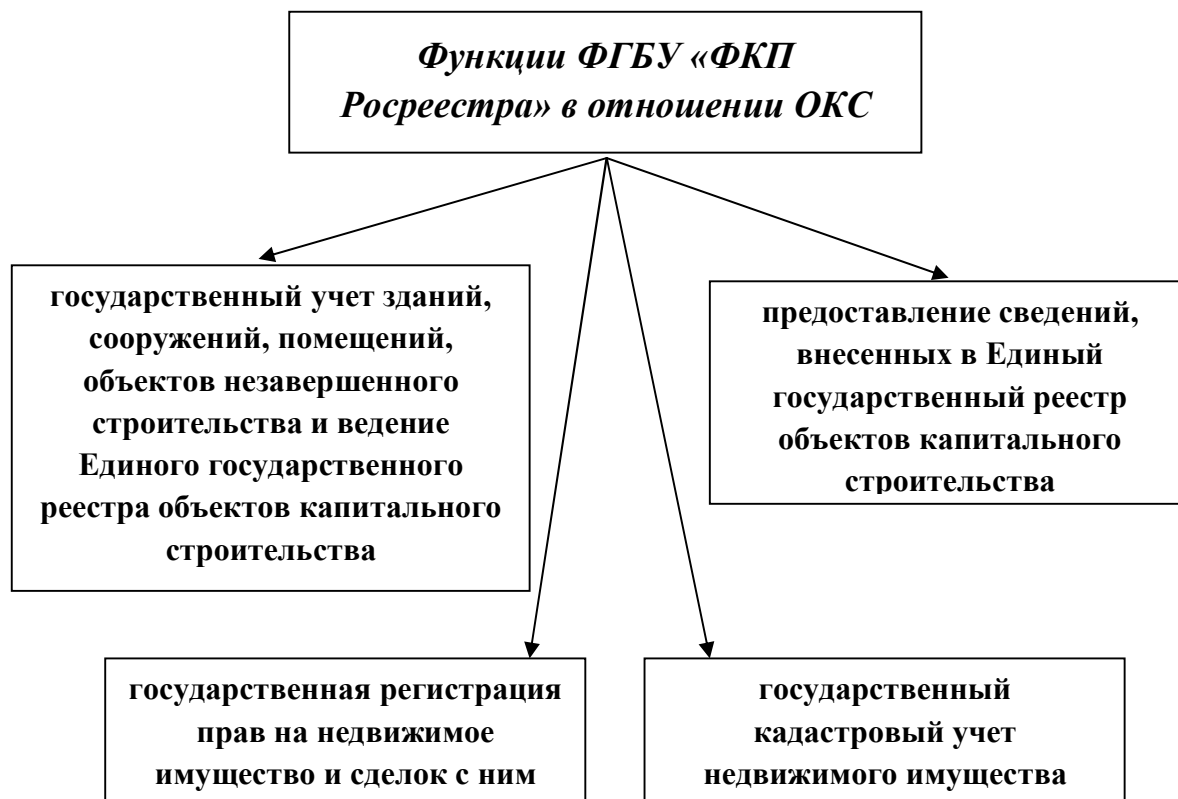 Функции ФГБУ «ФКП
Росреестра» в отношении ОКС
государственный учет зданий,
сооружений, помещений,
объектов незавершенного
строительства и ведение
Единого государственного
реестра объектов капитального
строительства
предоставление сведений,
внесенных в Единый
государственный реестр
объектов капитального
строительства
государственная регистрация
прав на недвижимое
имущество и сделок с ним
государственный
кадастровый учет
недвижимого имущества